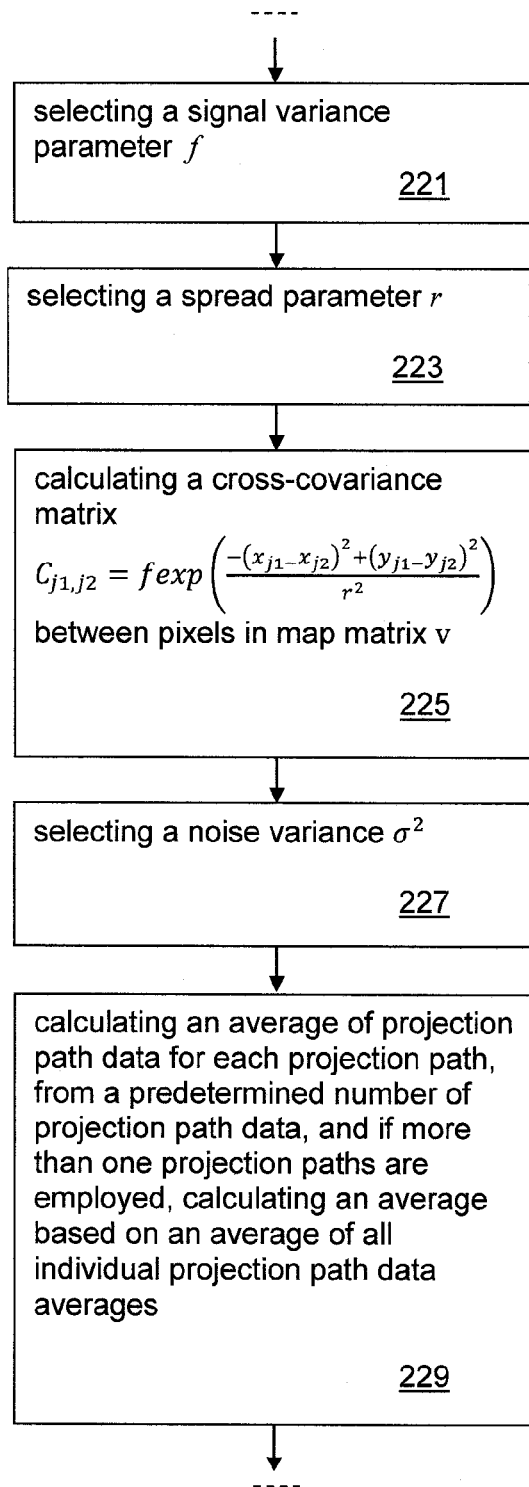 ----
selecting a signal variance
parameter f
221
selecting a spread parameter r
223
calculating a cross-covariance
matrix
C_{j1,j2} = fexp(\frac{-(x_{j1}-x_{j2})^2+(y_{j1}-y_{j2})^2}{r^2})
between pixels in map matrix v
225
selecting a noise variance σ²
227
calculating an average of projection
path data for each projection path,
from a predetermined number of
projection path data, and if more
than one projection paths are
employed, calculating an average
based on an average of all
individual projection path data
averages
229
----